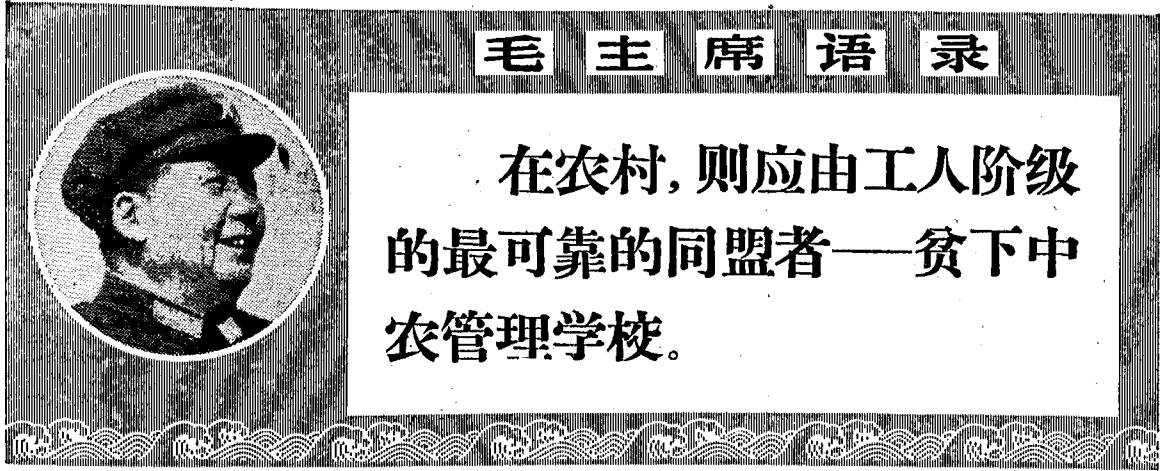 毛主席语录
在农村，则应由工人阶级
的最可靠的同盟者——贫下中
农管理学校。